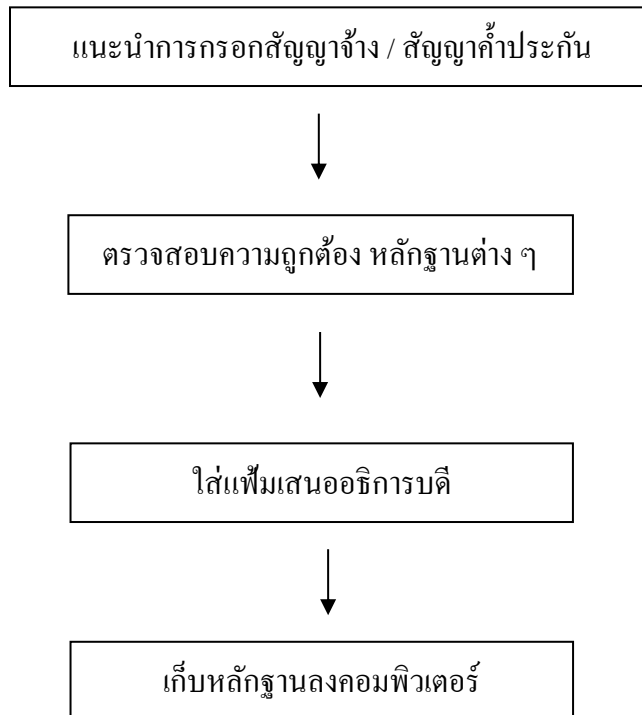 แนะนำการกรอกสัญญาจ้าง / สัญญาค้ำประกัน
ตรวจสอบความถูกต้อง หลักฐานต่าง ๆ
ใส่แฟ้มเสนออธิการบดี
เก็บหลักฐานลงคอมพิวเตอร์